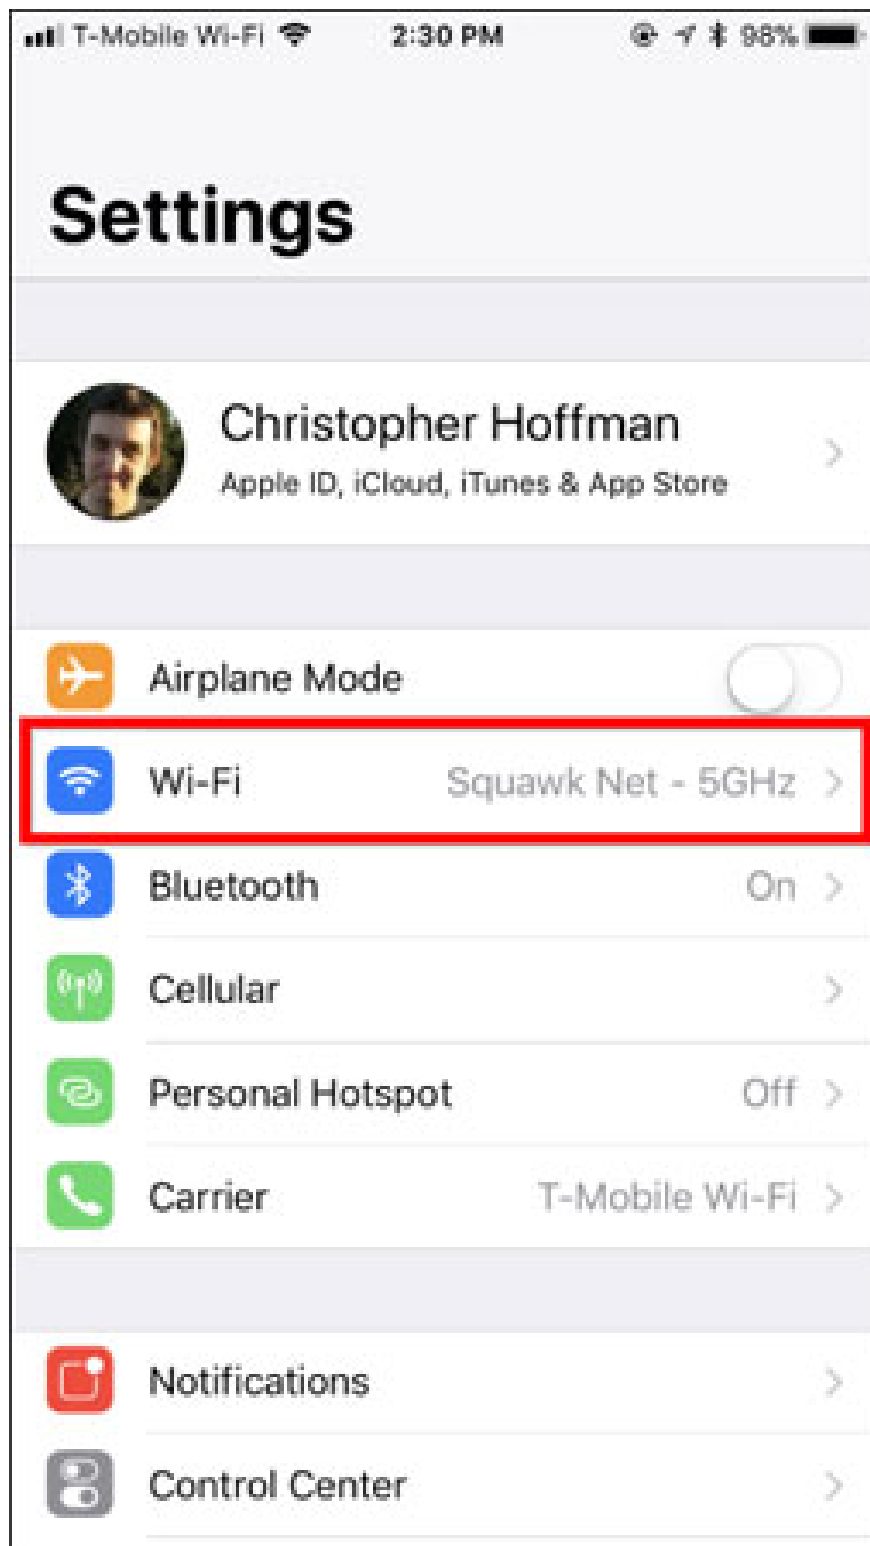 T-Mobile Wi-Fi 2:30 PM 98%
Settings
Christopher Hoffman
Apple ID, iCloud, iTunes & App Store
Airplane Mode
Wi-Fi Squawk Net - 5GHz
Bluetooth On
Cellular
Personal Hotspot Off
Carrier T-Mobile Wi-Fi
Notifications
Control Center